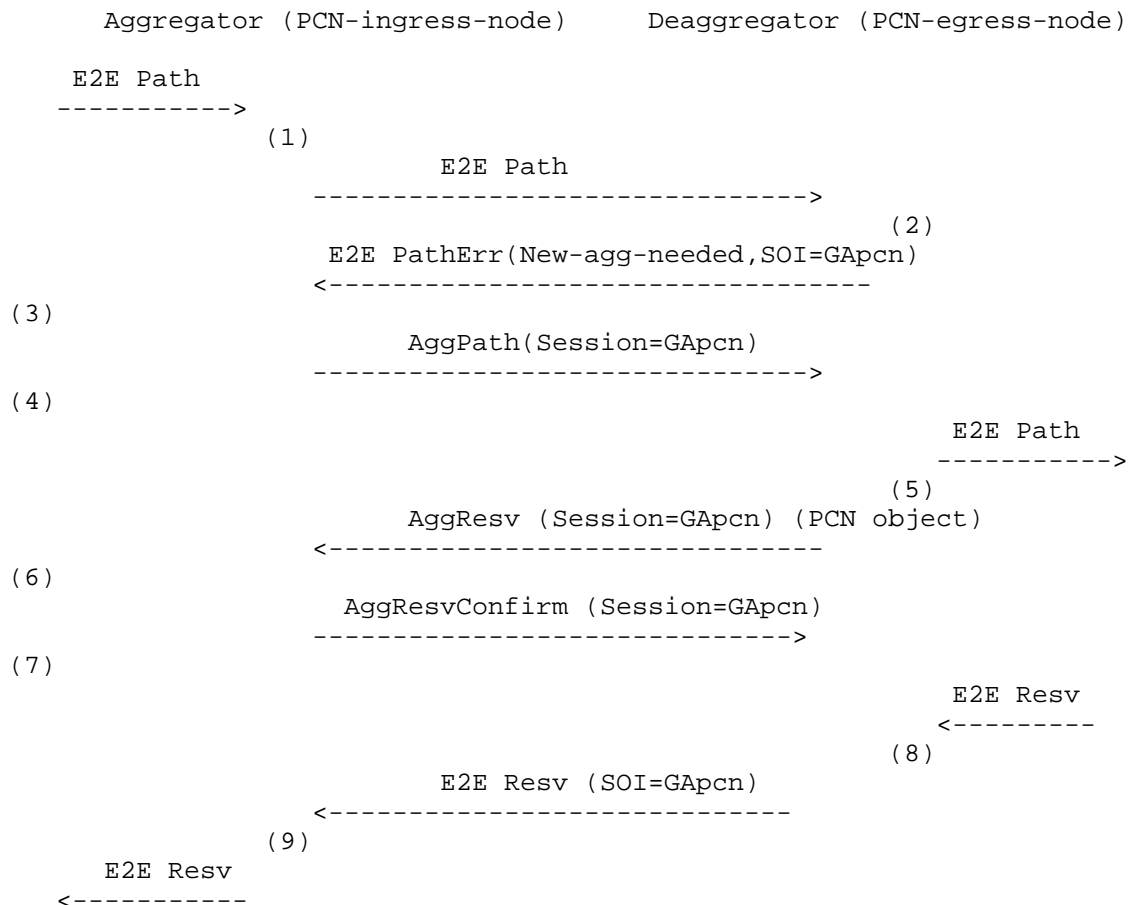 Aggregator (PCN-ingress-node)     Deaggregator (PCN-egress-node)
E2E Path
----------->
(1)
E2E Path
------------------------------->
(2)
E2E PathErr(New-agg-needed,SOI=GApcn)
<----------------------------------
(3)
AggPath(Session=GApcn)
------------------------------->
(4)
E2E Path
----------->
(5)
AggResv (Session=GApcn) (PCN object)
<-------------------------------
(6)
AggResvConfirm (Session=GApcn)
------------------------------>
(7)
E2E Resv
<---------
(8)
E2E Resv (SOI=GApcn)
<-----------------------------
(9)
E2E Resv
<-----------